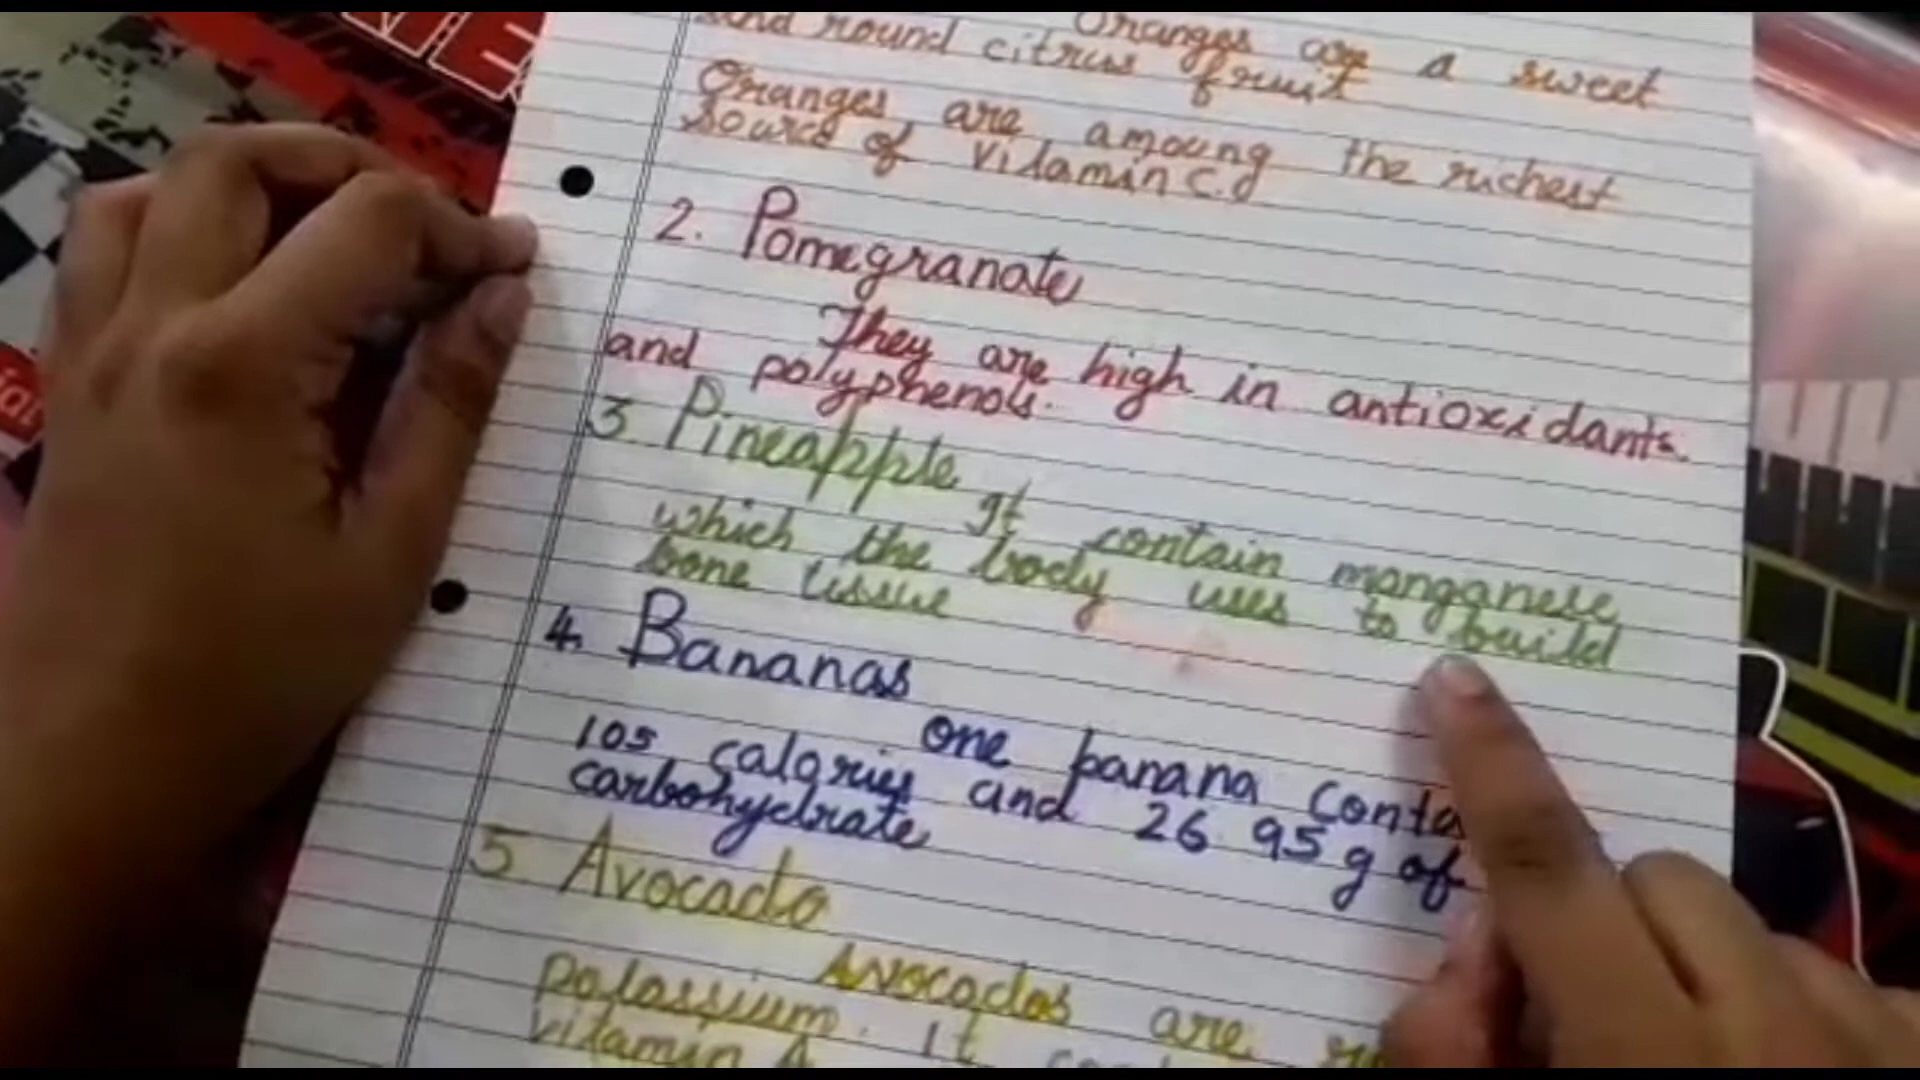 Oranges are a sweet
and round citrus fruit
Oranges are amoung the richest
source of vitamin c.
2. Pomegranate
They are high in antioxidants
and polyphenols.
3. Pineapple
It contain manganese
which the body uses to build
bone tissue
4. Bananas
one banana conta
105 calories and 26 95 g of
carbohydrate
5 Avocado
Avocados are
potassium. It
vitamin A